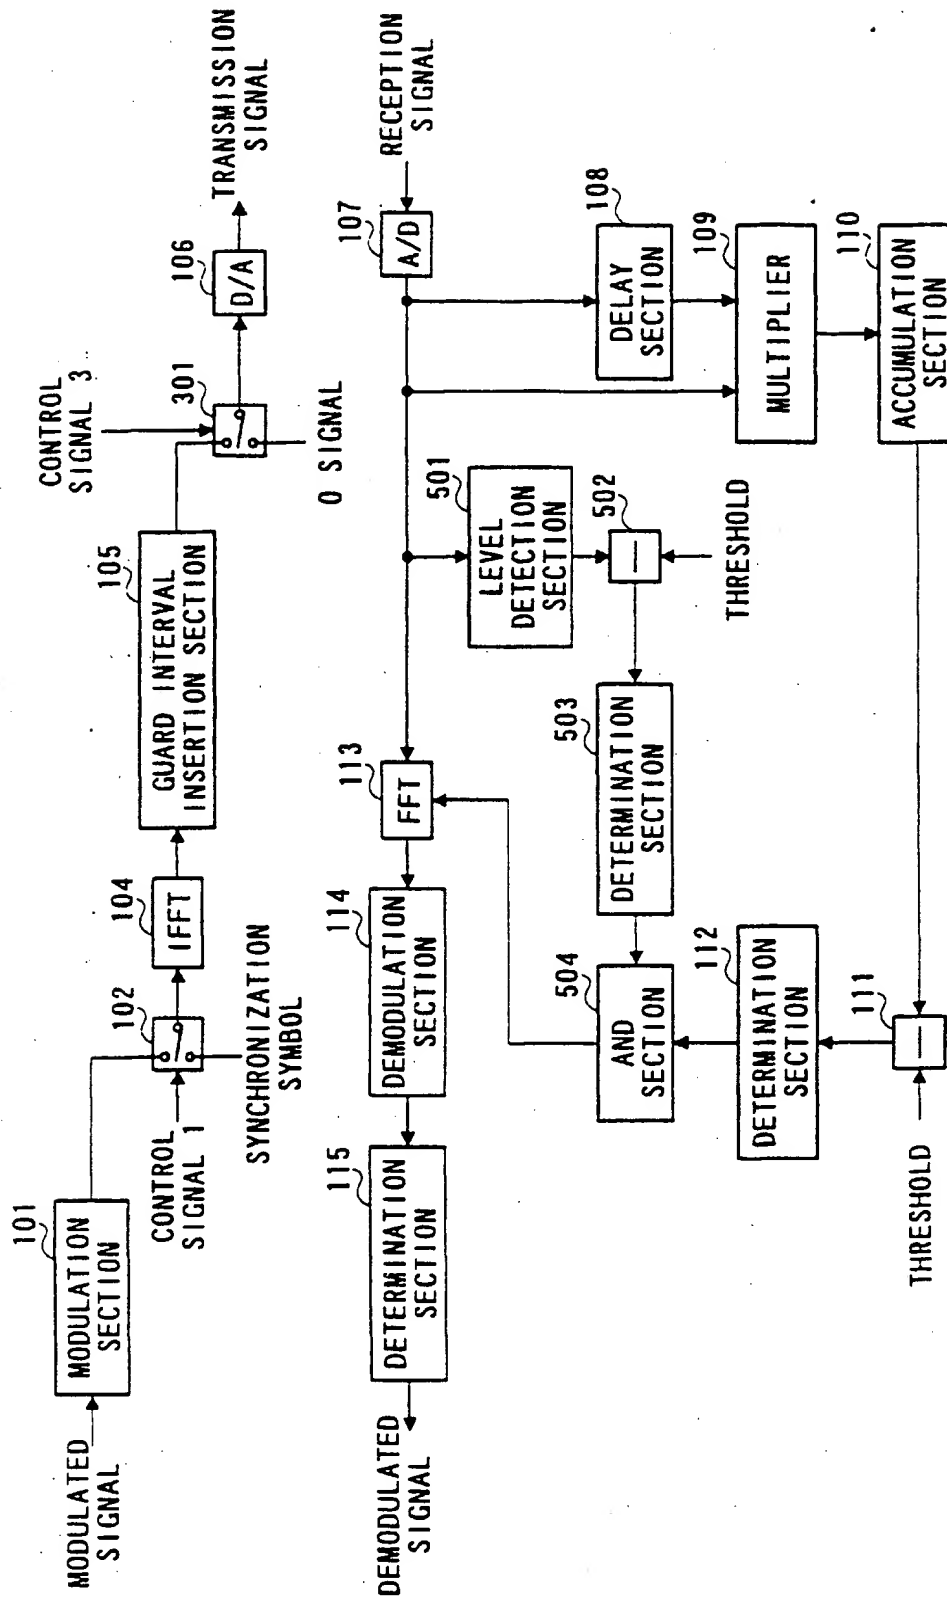 MODULATED
SIGNAL
101
MODULATION
SECTION
CONTROL
SIGNAL 1
102
SYNCHRONIZATION
SYMBOL
104
IFFT
105
GUARD INTERVAL
INSERTION SECTION
CONTROL
SIGNAL 3
301
0 SIGNAL
106
D/A
TRANSMISSION
SIGNAL
DEMODULATED
SIGNAL
115
DETERMINATION
SECTION
114
DEMODULATION
SECTION
113
FFT
107
A/D
RECEPTION
SIGNAL
501
LEVEL
DETECTION
SECTION
502
THRESHOLD
503
DETERMINATION
SECTION
504
AND
SECTION
108
DELAY
SECTION
109
MULTIPLIER
110
ACCUMULATION
SECTION
112
DETERMINATION
SECTION
111
THRESHOLD